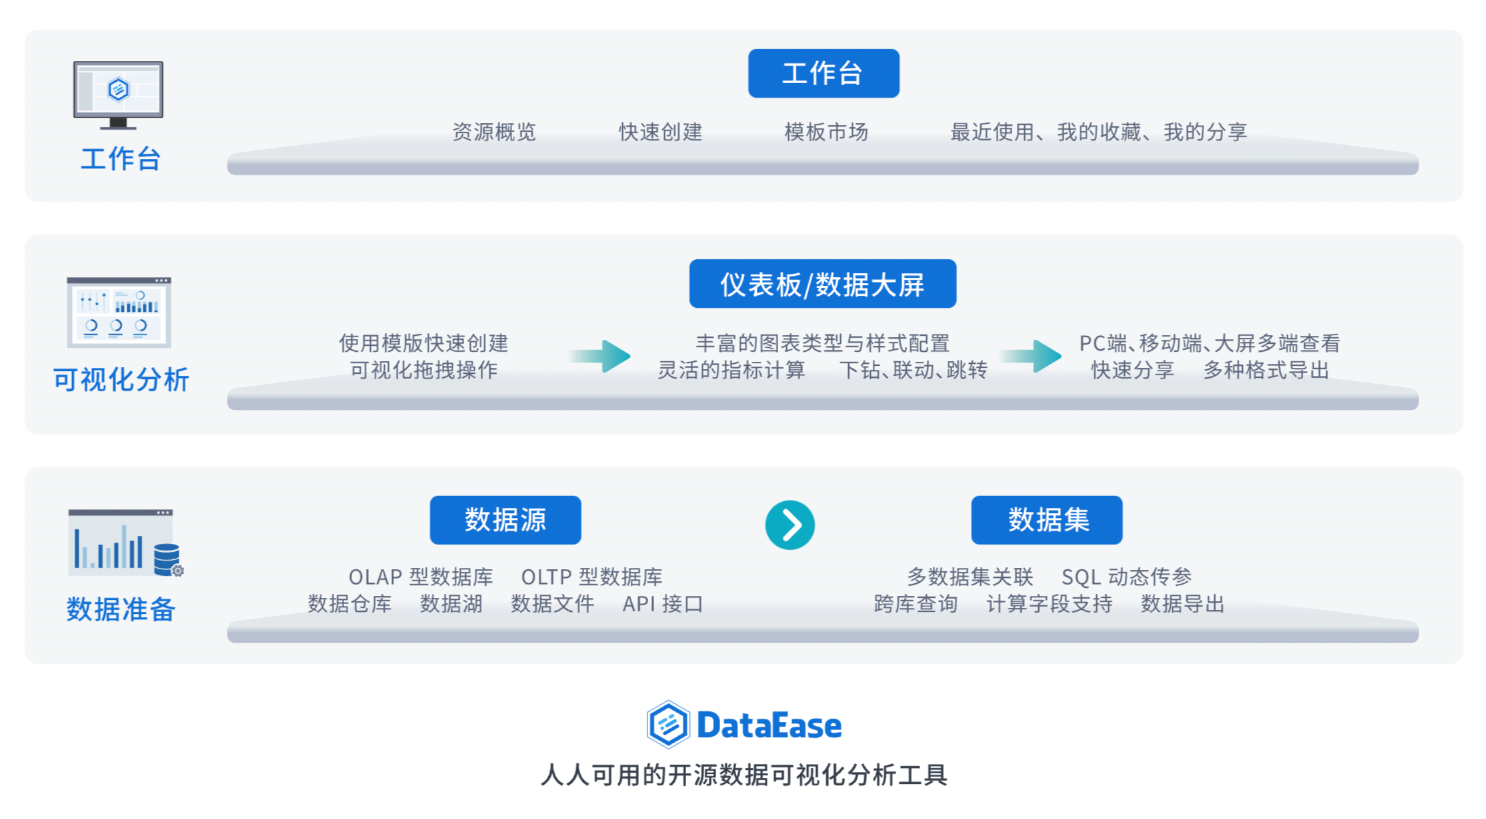 工作台
工作台
资源概览 快速创建 模板市场 最近使用、我的收藏、我的分享
可视化分析
仪表板/数据大屏
使用模版快速创建
可视化拖拽操作
丰富的图表类型与样式配置
灵活的指标计算 下钻、联动、跳转
PC端、移动端、大屏多端查看
快速分享 多种格式导出
数据准备
数据源
OLAP 型数据库 OLTP 型数据库
数据仓库 数据湖 数据文件 API 接口
数据集
多数据集关联 SQL 动态传参
跨库查询 计算字段支持 数据导出
DataEase
人人可用的开源数据可视化分析工具